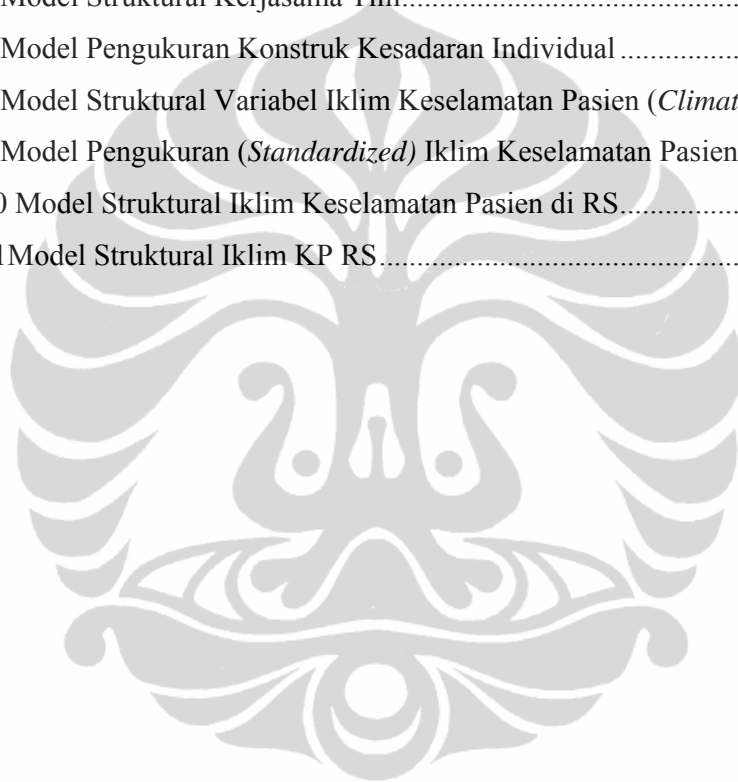 Model Struktural Kerjasama Tim....................................................
Model Pengukuran Konstruk Kesadaran Individual.................
Model Struktural Variabel Iklim Keselamatan Pasien (Climat
Model Pengukuran (Standardized) Iklim Keselamatan Pasien
0 Model Struktural Iklim Keselamatan Pasien di RS.................
Model Struktural Iklim KP RS....................................................